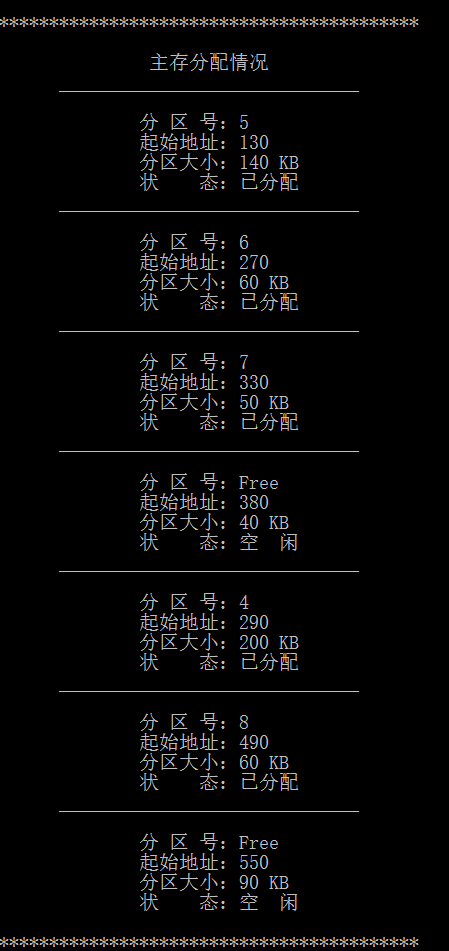 ******************************************
主存分配情况
分 区 号：5
起始地址：130
分区大小：140 KB
状    态：已分配
分 区 号：6
起始地址：270
分区大小：60 KB
状    态：已分配
分 区 号：7
起始地址：330
分区大小：50 KB
状    态：已分配
分 区 号：Free
起始地址：380
分区大小：40 KB
状    态：空  闲
分 区 号：4
起始地址：290
分区大小：200 KB
状    态：已分配
分 区 号：8
起始地址：490
分区大小：60 KB
状    态：已分配
分 区 号：Free
起始地址：550
分区大小：90 KB
状    态：空  闲
******************************************